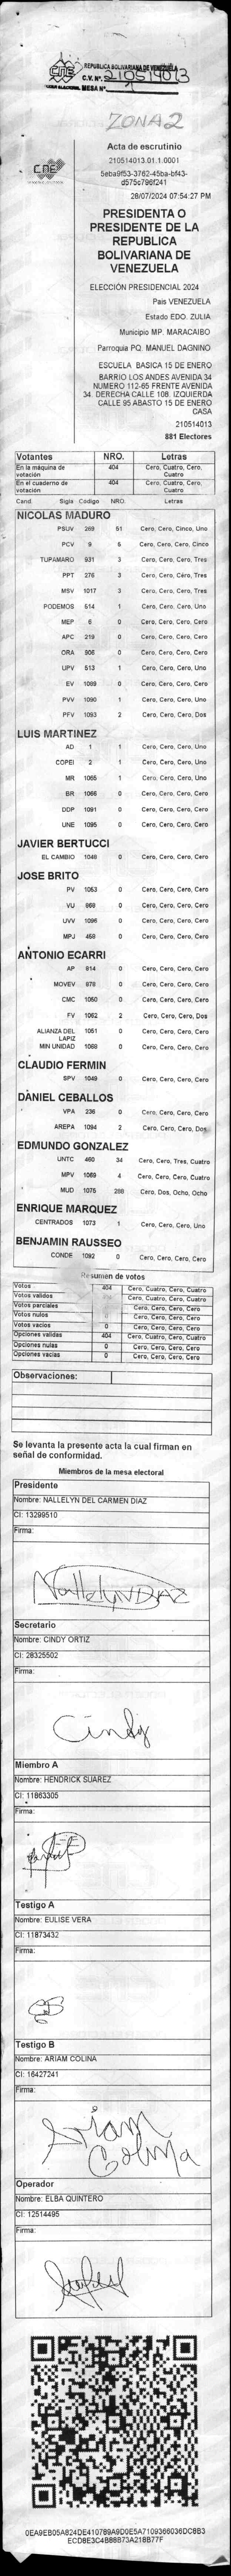 CNE
REPUBLICA BOLIVARIANA DE VENEZUELA
C.V. Nº. 210514013
MESA Nº. 1
ZONA 2
CNE
Acta de escrutinio
210514013.01.1.0001
5eba9f53-3762-45ba-bf43-
d575c796f241
28/07/2024 07:54:27 PM
PRESIDENTA O
PRESIDENTE DE LA
REPUBLICA
BOLIVARIANA DE
VENEZUELA
ELECCIÓN PRESIDENCIAL 2024
Pais VENEZUELA
Estado EDO. ZULIA
Municipio MP. MARACAIBO
Parroquia PQ. MANUEL DAGNINO
ESCUELA BASICA 15 DE ENERO
BARRIO LOS ANDES AVENIDA 34
NUMERO 112-65 FRENTE AVENIDA
34. DERECHA CALLE 108. IZQUIERDA
CALLE 95 ABASTO 15 DE ENERO
CASA
210514013
881 Electores
Votantes NRO. Letras
En la máquina de votación 404 Cero, Cuatro, Cero, Cuatro
En el cuaderno de votación 404 Cero, Cuatro, Cero, Cuatro
Cand. Sigla Codigo NRO. Letras
NICOLAS MADURO
PSUV 269 51 Cero, Cero, Cinco, Uno
PCV 9 5 Cero, Cero, Cero, Cinco
TUPAMARO 931 3 Cero, Cero, Cero, Tres
PPT 276 3 Cero, Cero, Cero, Tres
MSV 1017 3 Cero, Cero, Cero, Tres
PODEMOS 514 1 Cero, Cero, Cero, Uno
MEP 6 0 Cero, Cero, Cero, Cero
APC 219 0 Cero, Cero, Cero, Cero
ORA 906 0 Cero, Cero, Cero, Cero
UPV 513 1 Cero, Cero, Cero, Uno
EV 1089 0 Cero, Cero, Cero, Cero
PVV 1090 1 Cero, Cero, Cero, Uno
PFV 1093 2 Cero, Cero, Cero, Dos
LUIS MARTINEZ
AD 1 1 Cero, Cero, Cero, Uno
COPEI 2 1 Cero, Cero, Cero, Uno
MR 1065 1 Cero, Cero, Cero, Uno
BR 1066 0 Cero, Cero, Cero, Cero
DDP 1091 0 Cero, Cero, Cero, Cero
UNE 1095 0 Cero, Cero, Cero, Cero
JAVIER BERTUCCI
EL CAMBIO 1048 0 Cero, Cero, Cero, Cero
JOSE BRITO
PV 1053 0 Cero, Cero, Cero, Cero
VU 968 0 Cero, Cero, Cero, Cero
UVV 1096 0 Cero, Cero, Cero, Cero
MPJ 458 0 Cero, Cero, Cero, Cero
ANTONIO ECARRI
AP 914 0 Cero, Cero, Cero, Cero
MOVEV 978 0 Cero, Cero, Cero, Cero
CMC 1050 0 Cero, Cero, Cero, Cero
FV 1062 2 Cero, Cero, Cero, Dos
ALIANZA DEL LAPIZ 1051 0 Cero, Cero, Cero, Cero
MIN UNIDAD 1068 0 Cero, Cero, Cero, Cero
CLAUDIO FERMIN
SPV 1049 0 Cero, Cero, Cero, Cero
DANIEL CEBALLOS
VPA 236 0 Cero, Cero, Cero, Cero
AREPA 1094 2 Cero, Cero, Cero, Dos
EDMUNDO GONZALEZ
UNTC 460 34 Cero, Cero, Tres, Cuatro
MPV 1069 4 Cero, Cero, Cero, Cuatro
MUD 1075 288 Cero, Dos, Ocho, Ocho
ENRIQUE MARQUEZ
CENTRADOS 1073 1 Cero, Cero, Cero, Uno
BENJAMIN RAUSSEO
CONDE 1092 0 Cero, Cero, Cero, Cero
Resumén de votos
Votos 404 Cero, Cuatro, Cero, Cuatro
Votos validos Cero, Cuatro, Cero, Cuatro
Votos parciales Cero, Cero, Cero, Cero
Votos nulos Cero, Cero, Cero, Cero
Votos vacios 0 Cero, Cero, Cero, Cero
Opciones validas 404 Cero, Cuatro, Cero, Cuatro
Opciones nulas 0 Cero, Cero, Cero, Cero
Opciones vacias 0 Cero, Cero, Cero, Cero
Observaciones:
Se levanta la presente acta la cual firman en
señal de conformidad.
Miembros de la mesa electoral
Presidente
Nombre: NALLELYN DEL CARMEN DIAZ
CI: 13299510
Firma:
Nallelyn DIAZ
Secretario
Nombre: CINDY ORTIZ
CI: 28325502
Firma:
Cindy
Miembro A
Nombre: HENDRICK SUAREZ
CI: 11863305
Firma:
Testigo A
Nombre: EULISE VERA
CI: 11873432
Firma:
Testigo B
Nombre: ARIAM COLINA
CI: 16427241
Firma:
Ariam
Colina
Operador
Nombre: ELBA QUINTERO
CI: 12514495
Firma:
0EA9EB05A824DE410789A9D0E5A7109366036DC8B3
ECD8E3C4B88B73A218B77F